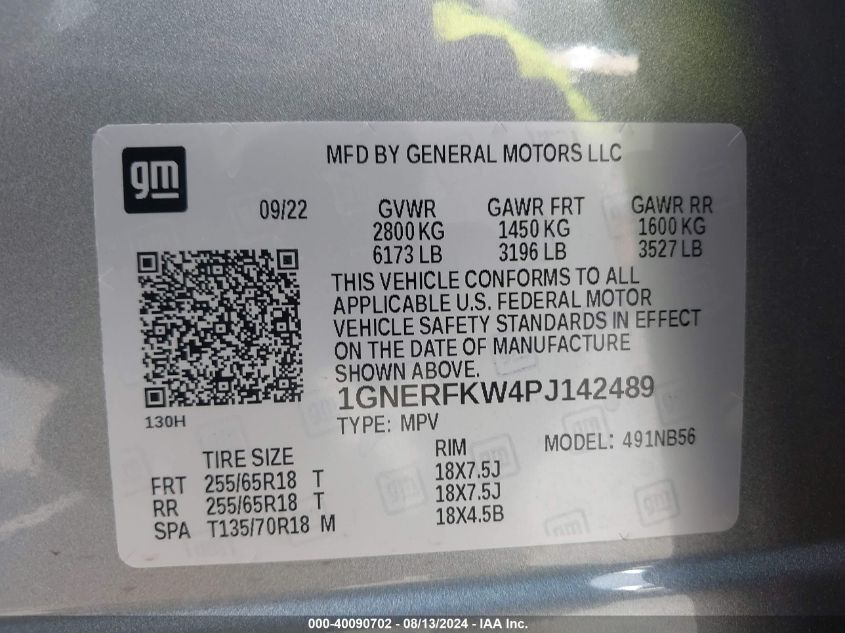 gm
MFD BY GENERAL MOTORS LLC
09/22
GVWR GAWR FRT GAWR RR
2800 KG 1450 KG 1600 KG
6173 LB 3196 LB 3527 LB
THIS VEHICLE CONFORMS TO ALL
APPLICABLE U.S. FEDERAL MOTOR
VEHICLE SAFETY STANDARDS IN EFFECT
ON THE DATE OF MANUFACTURE
SHOWN ABOVE.
130H
1GNERFKW4PJ142489
TYPE: MPV
MODEL: 491NB56
TIRE SIZE RIM
FRT 255/65R18 T 18X7.5J
RR 255/65R18 T 18X7.5J
SPA T135/70R18 M 18X4.5B
000-40090702 - 08/13/2024 - IAA Inc.